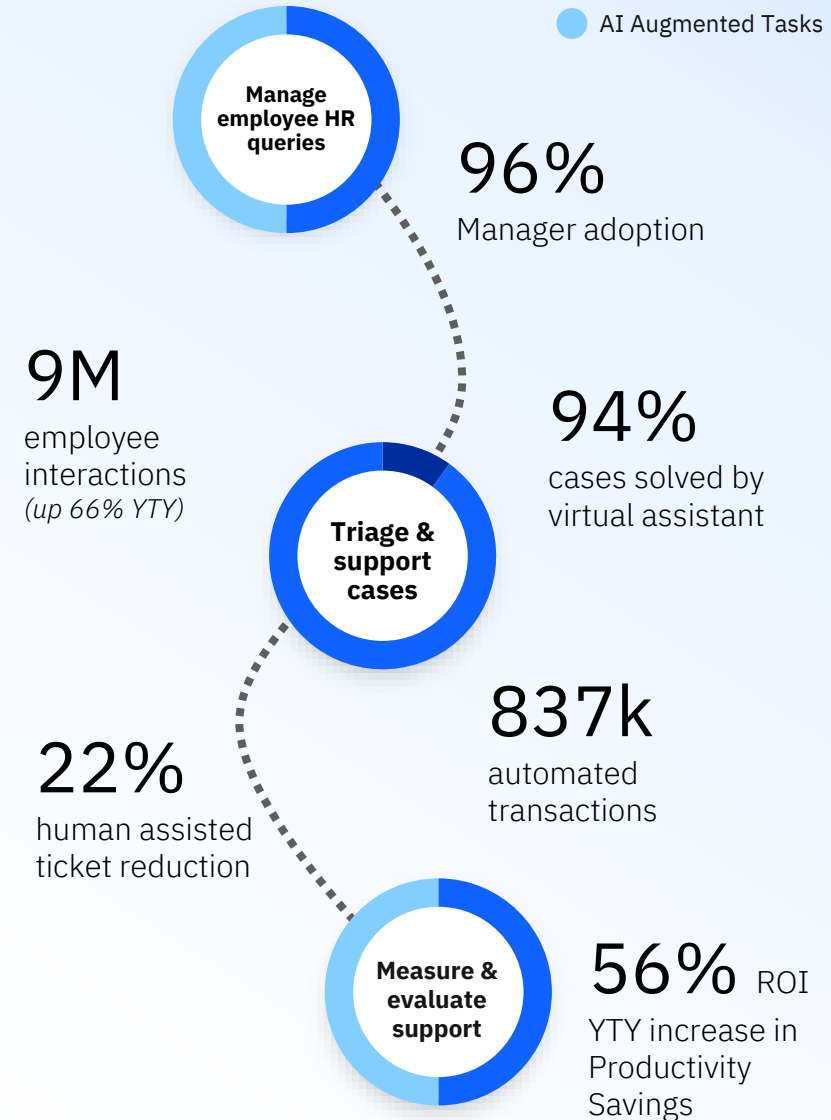 AI Augmented Tasks
Manage
employee HR
queries
96%
Manager adoption
9M
employee
interactions
(up 66% YTY)
94%
cases solved by
virtual assistant
Triage &
support
cases
837k
automated
transactions
22%
human assisted
ticket reduction
Measure &
evaluate
support
56% ROI
YTY increase in
Productivity
Savings